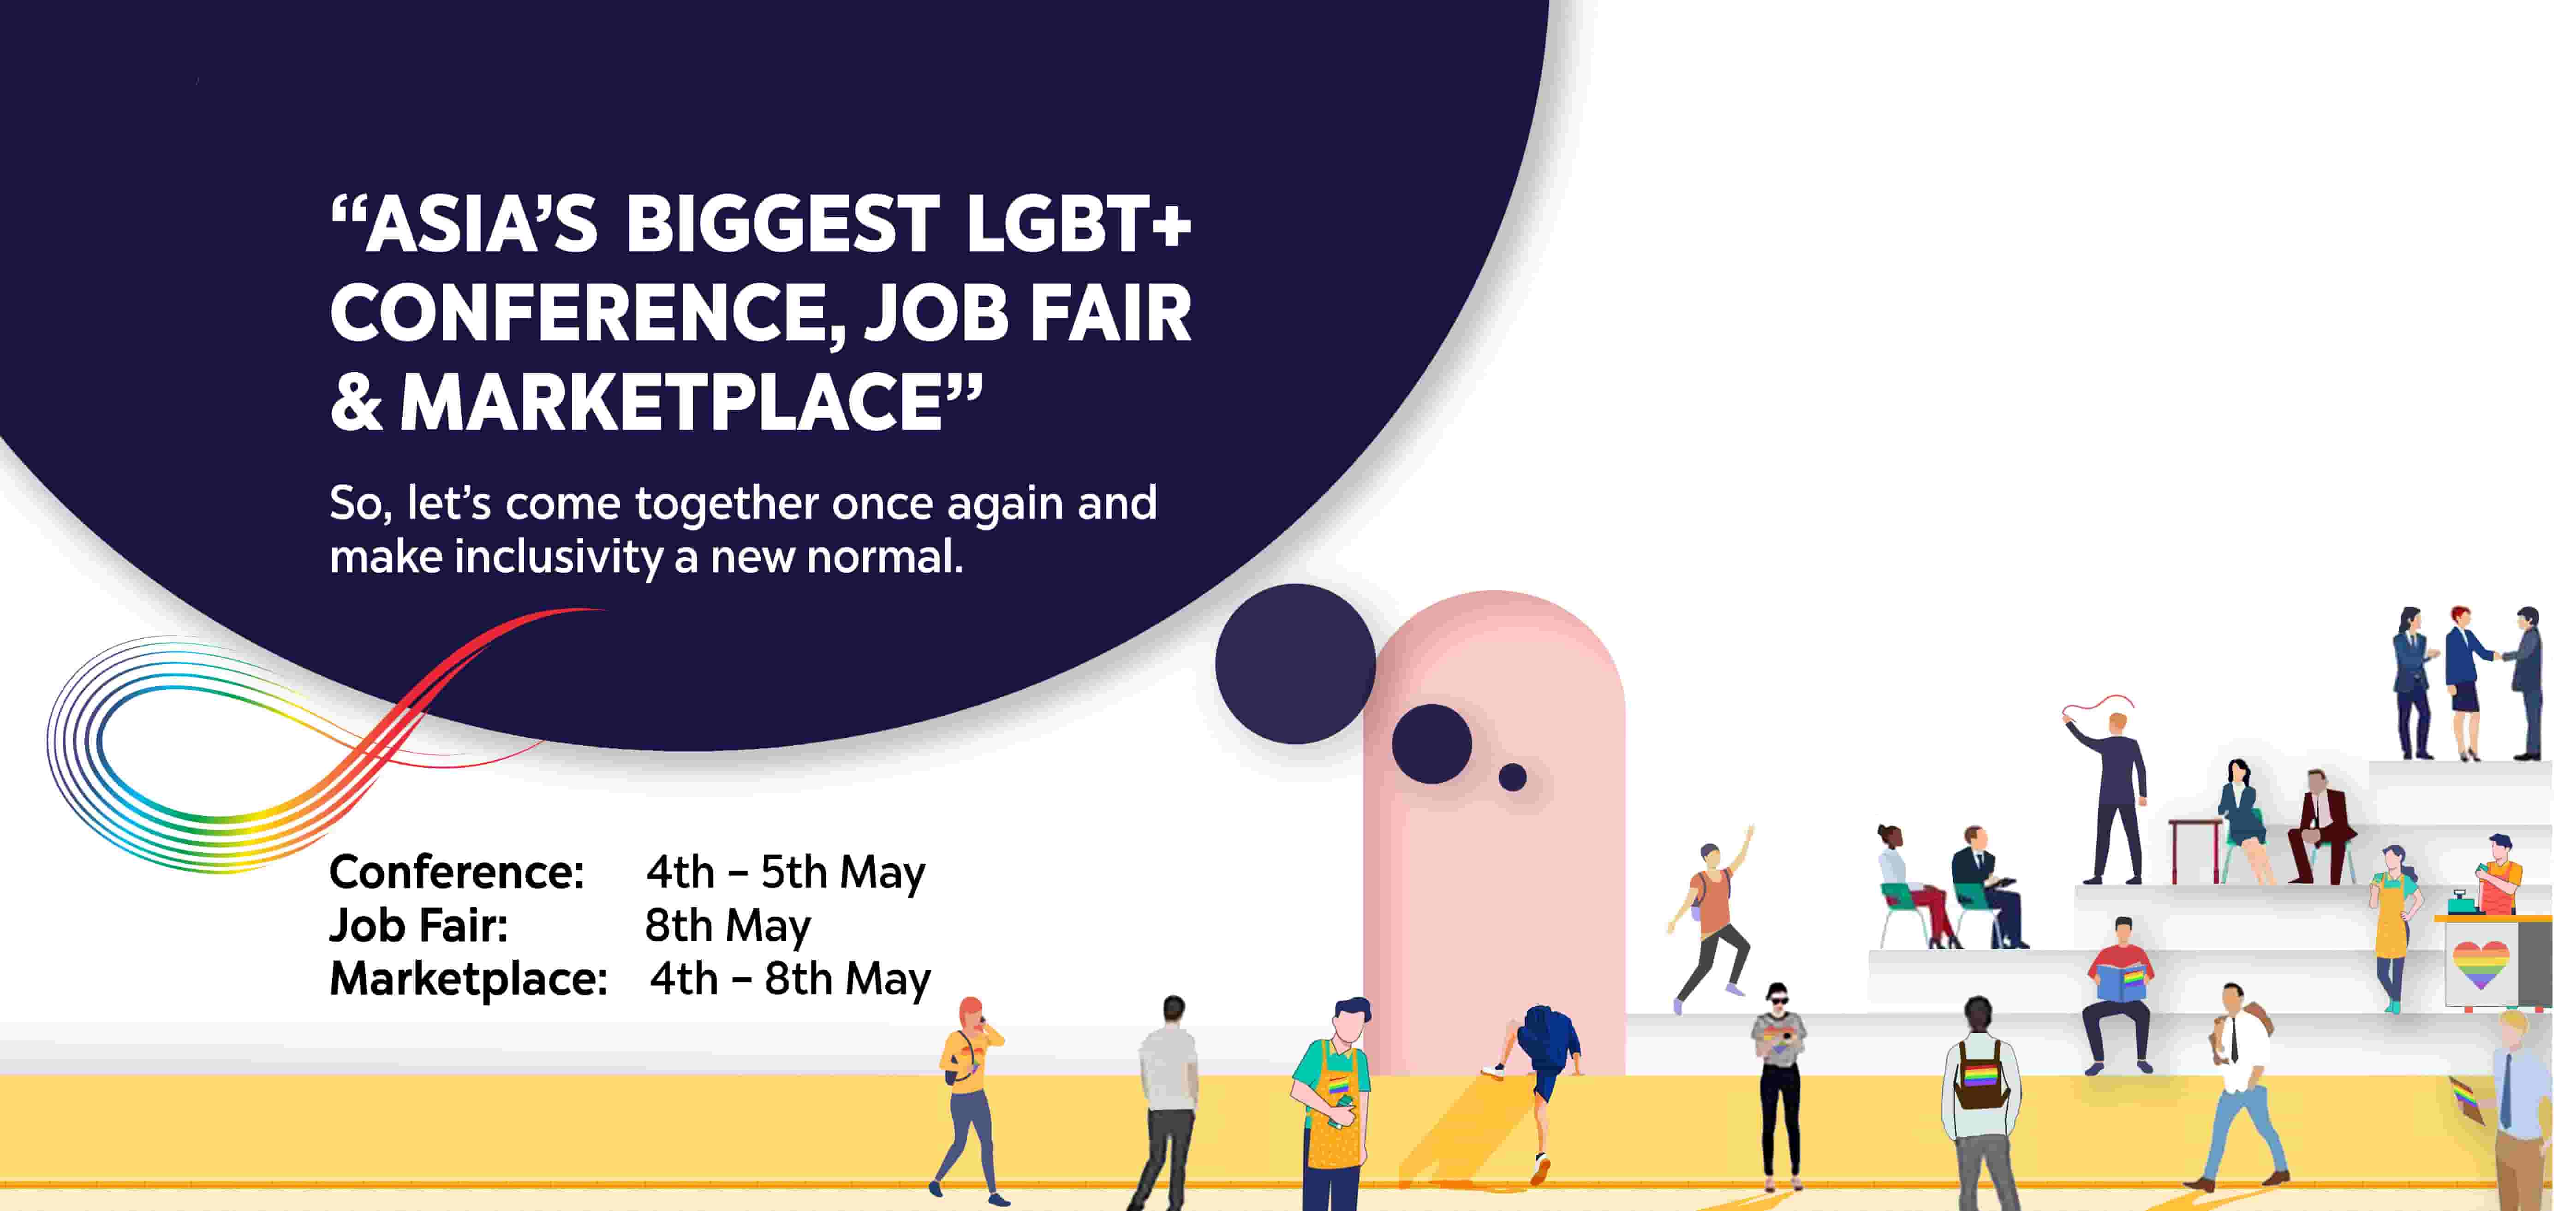 “ASIA’S BIGGEST LGBT+
CONFERENCE, JOB FAIR
& MARKETPLACE”
So, let’s come together once again and
make inclusivity a new normal.
Conference: 4th – 5th May
Job Fair: 8th May
Marketplace: 4th – 8th May